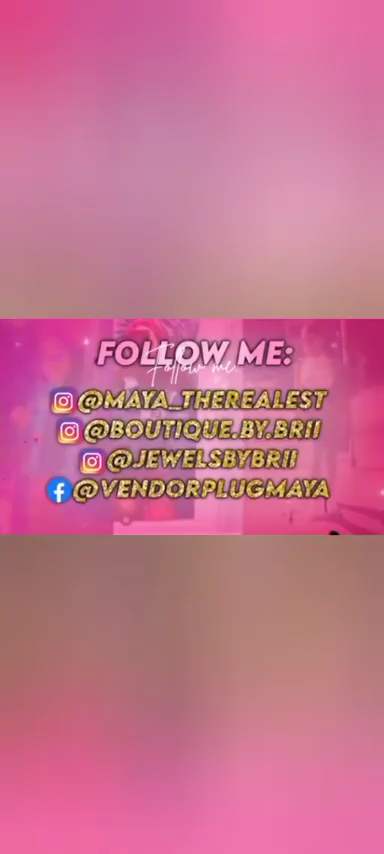 FOLLOW ME:
Follow me
@MAYA_THEREALEST
@BOUTIQUE.BY.BRII
@JEWELSBYBRII
@VENDORPLUGMAYA